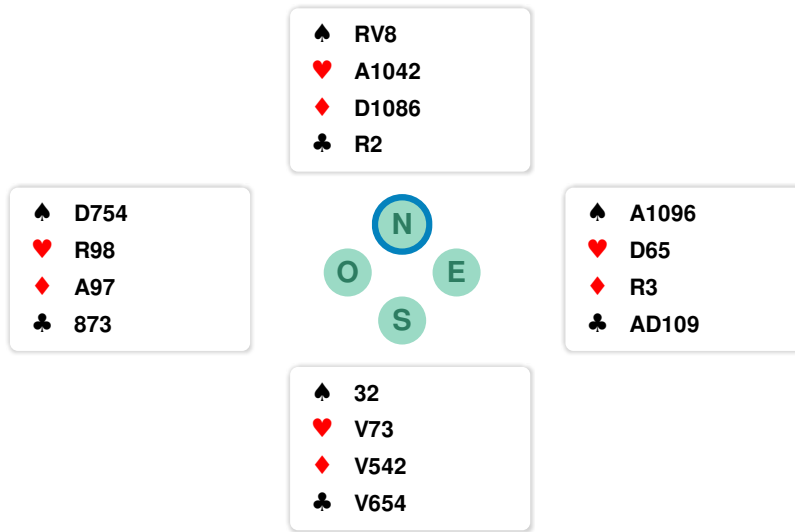 ♠ RV8
♥ A1042
♦ D1086
♣ R2
♠ D754
♥ R98
♦ A97
♣ 873
N
O
E
S
♠ A1096
♥ D65
♦ R3
♣ AD109
♠ 32
♥ V73
♦ V542
♣ V654